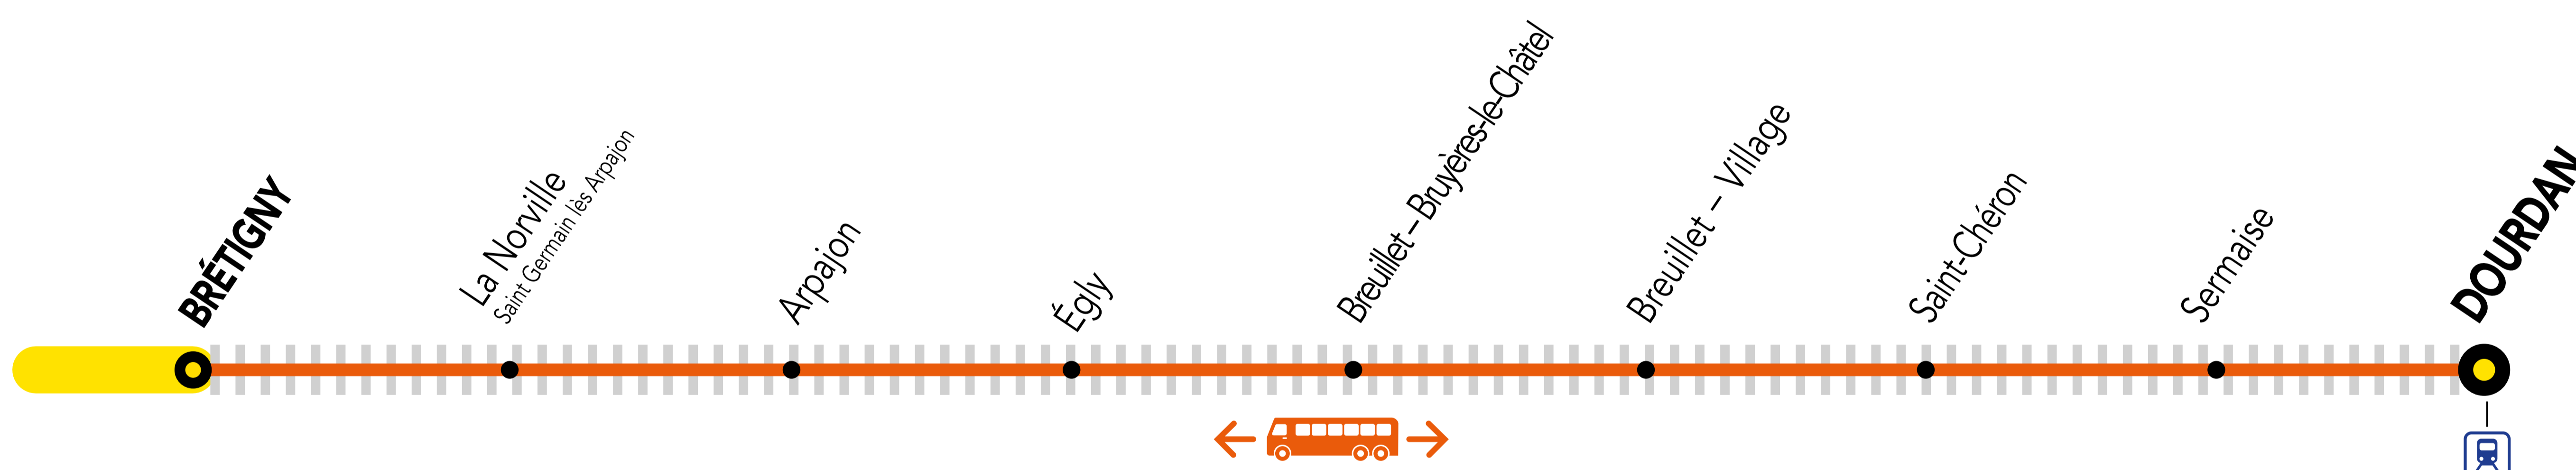 BRÉTIGNY
La Norville
Saint Germain lès Arpajon
Arpajon
Égly
Breuillet – Bruyères-le-Châtel
Breuillet – Village
Saint-Chéron
Sermaise
DOURDAN